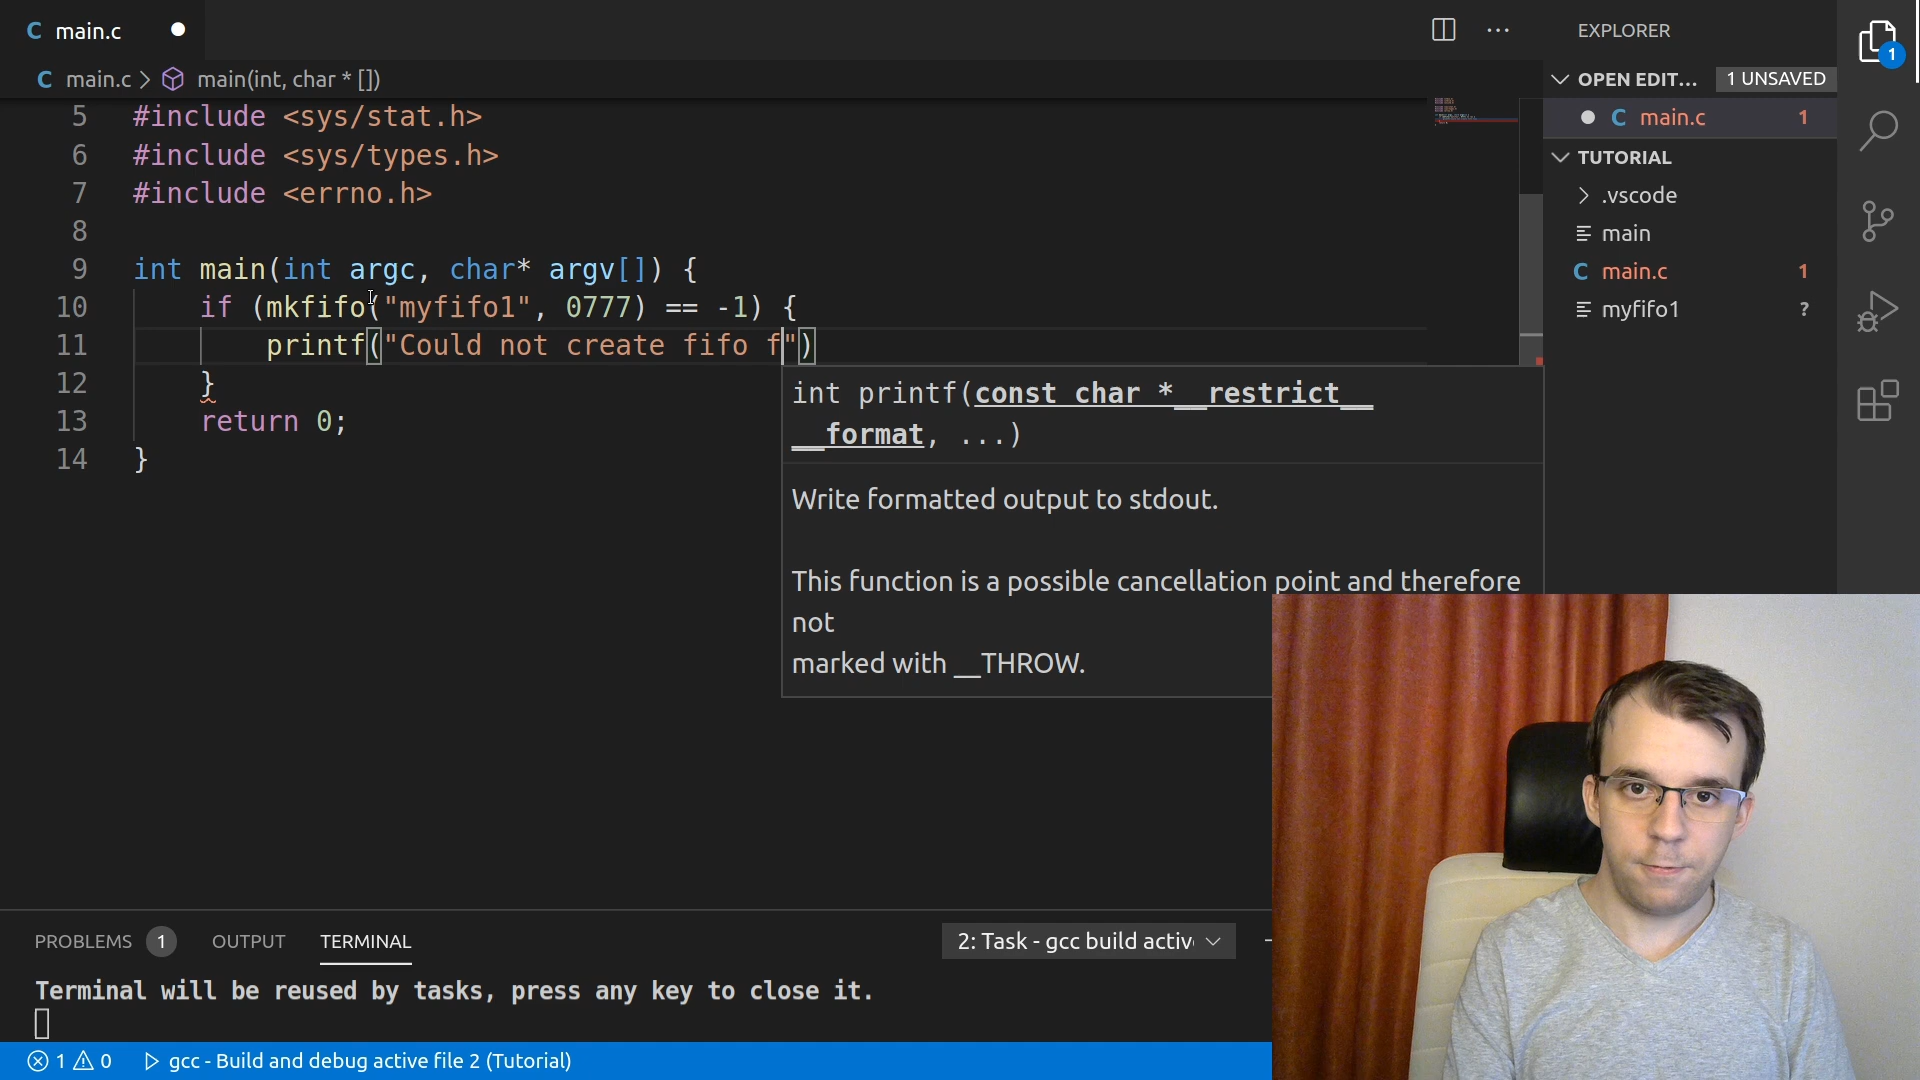 main.c
EXPLORER
main.c > main(int, char * [])
OPEN EDIT... 1 UNSAVED
5 #include <sys/stat.h>
main.c 1
6 #include <sys/types.h>
TUTORIAL
7 #include <errno.h>
.vscode
8
main
9 int main(int argc, char* argv[]) {
main.c 1
10 if (mkfifo("myfifo1", 0777) == -1) {
myfifo1 ?
11 printf("Could not create fifo f")
12 }
13 return 0;
14 }
int printf(const char *__restrict__
__format, ...)
Write formatted output to stdout.
This function is a possible cancellation point and therefore
not
marked with __THROW.
1
PROBLEMS 1 OUTPUT TERMINAL
2: Task - gcc build activ
Terminal will be reused by tasks, press any key to close it.
1 0 gcc - Build and debug active file 2 (Tutorial)